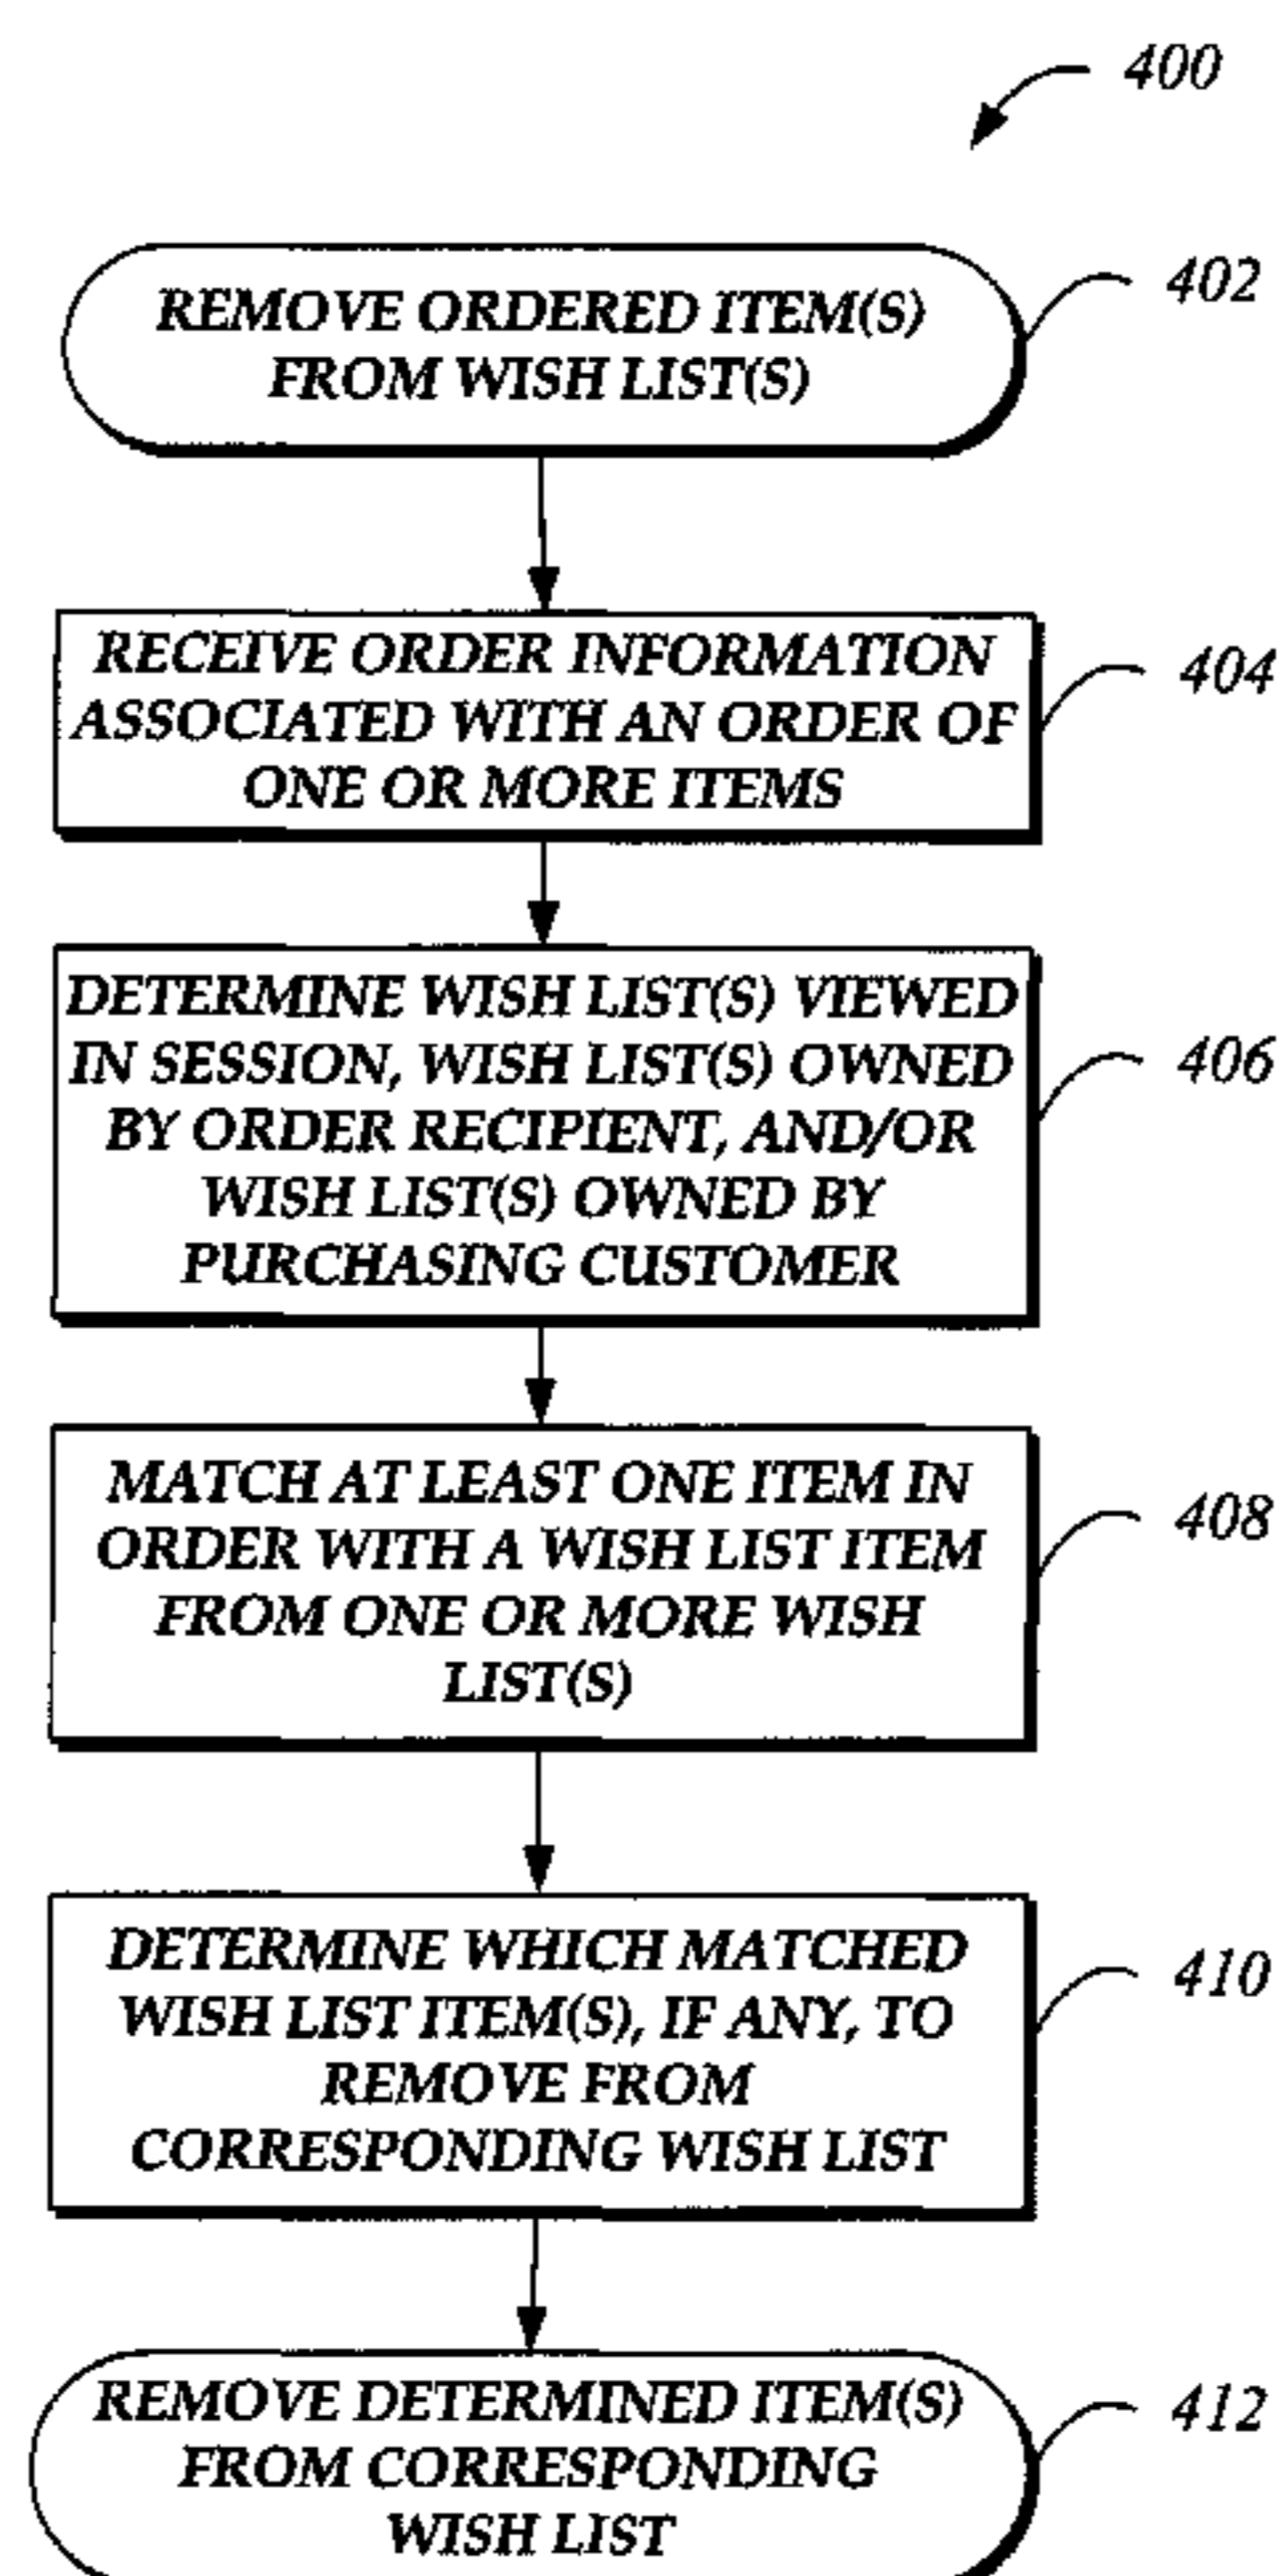 400
REMOVE ORDERED ITEM(S)
FROM WISH LIST(S)
402
RECEIVE ORDER INFORMATION
ASSOCIATED WITH AN ORDER OF
ONE OR MORE ITEMS
404
DETERMINE WISH LIST(S) VIEWED
IN SESSION, WISH LIST(S) OWNED
BY ORDER RECIPIENT, AND/OR
WISH LIST(S) OWNED BY
PURCHASING CUSTOMER
406
MATCH AT LEAST ONE ITEM IN
ORDER WITH A WISH LIST ITEM
FROM ONE OR MORE WISH
LIST(S)
408
DETERMINE WHICH MATCHED
WISH LIST ITEM(S), IF ANY, TO
REMOVE FROM
CORRESPONDING WISH LIST
410
REMOVE DETERMINED ITEM(S)
FROM CORRESPONDING
WISH LIST
412